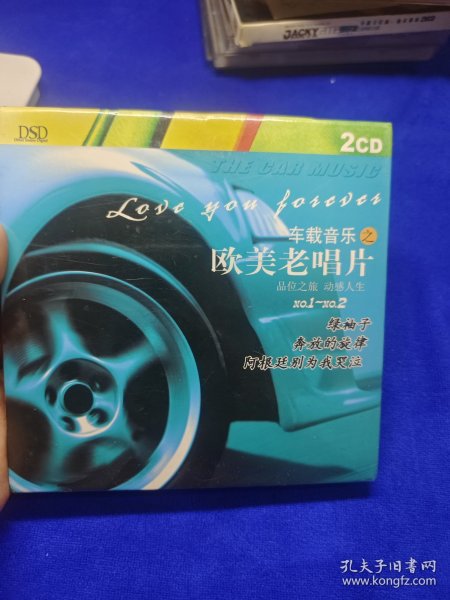 JACKY
DSD
2CD
THE CAR MUSIC
Love you forever
车载音乐之
欧美老唱片
品位之旅 动感人生
NO.1~NO.2
绿袖子
奔放的旋律
阿根廷别为我哭泣
孔夫子旧书网
www.kongfz.com